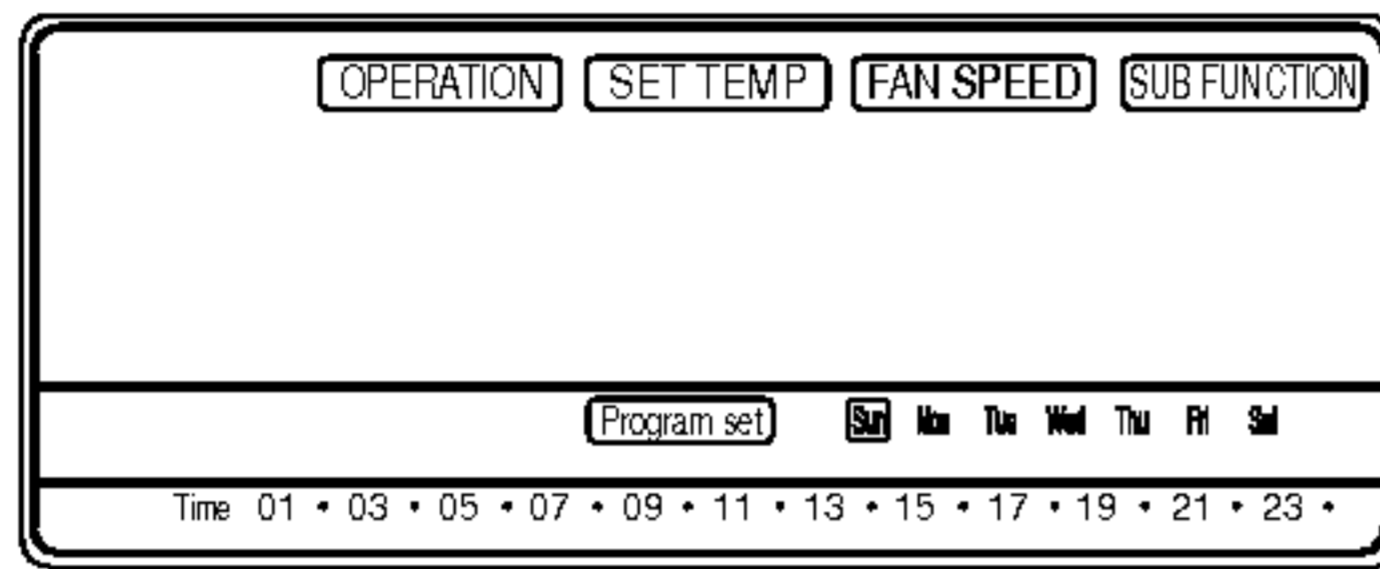 OPERATION SET TEMP FAN SPEED SUB FUNCTION
Program set Sun Mon Tue Wed Thu Fri Sat
Time 01 • 03 • 05 • 07 • 09 • 11 • 13 • 15 • 17 • 19 • 21 • 23 •